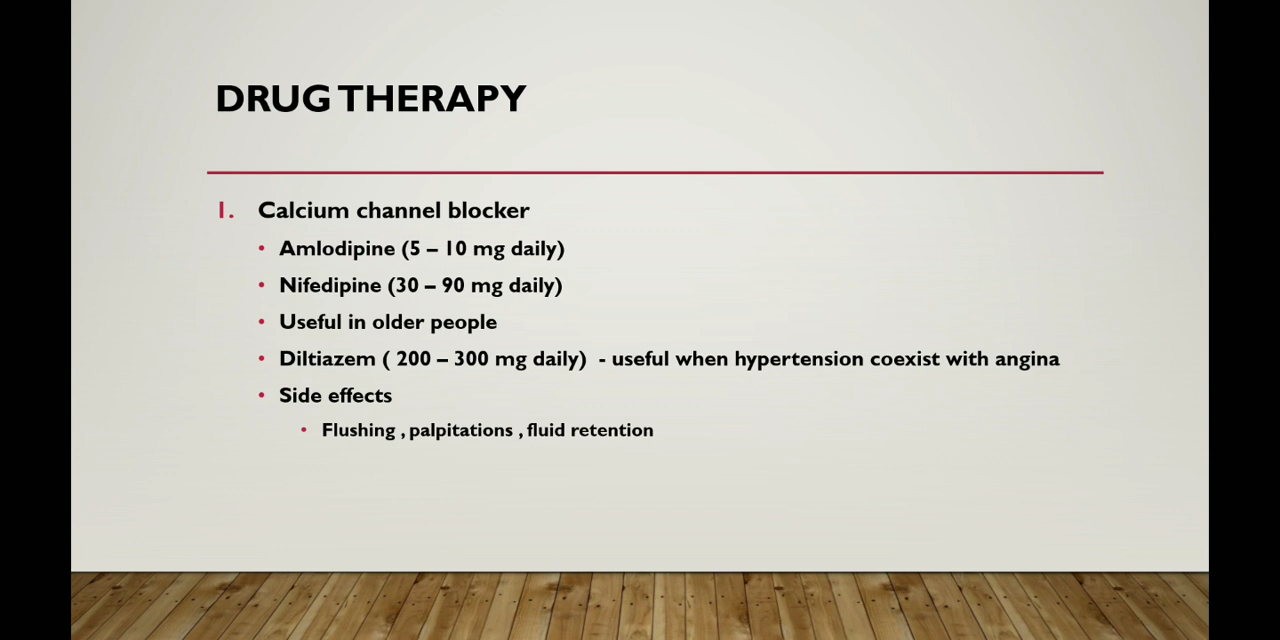 DRUG THERAPY
1. Calcium channel blocker
• Amlodipine (5 – 10 mg daily)
• Nifedipine (30 – 90 mg daily)
• Useful in older people
• Diltiazem ( 200 – 300 mg daily)  - useful when hypertension coexist with angina
• Side effects
• Flushing , palpitations , fluid retention